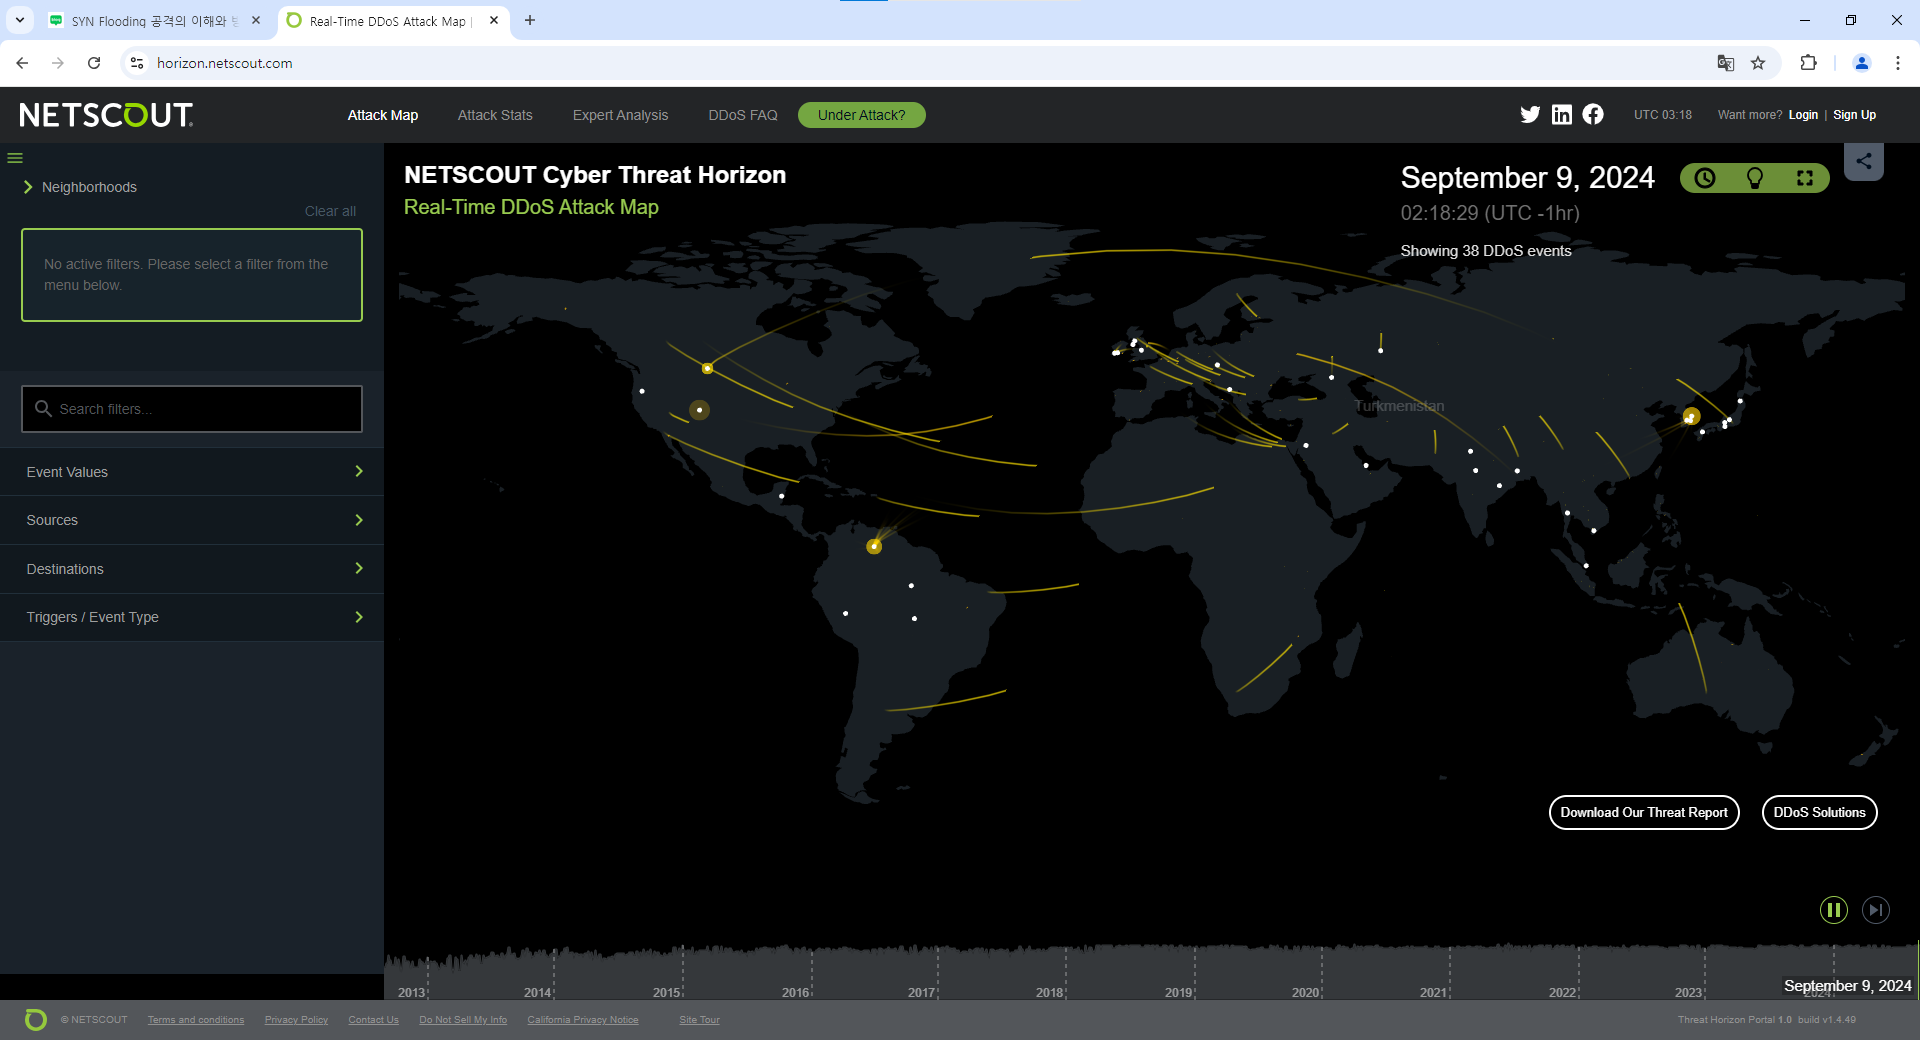 SYN Flooding 공격의 이해와
Real-Time DDoS Attack Map |
horizon.netscout.com
NETSCOUT.
Attack Map
Attack Stats
Expert Analysis
DDoS FAQ
Under Attack?
UTC 03:18
Want more? Login | Sign Up
Neighborhoods
Clear all
No active filters. Please select a filter from the
menu below.
Search filters...
Event Values
Sources
Destinations
Triggers / Event Type
NETSCOUT Cyber Threat Horizon
Real-Time DDoS Attack Map
September 9, 2024
02:18:29 (UTC -1hr)
Showing 38 DDoS events
Turkmenistan
Download Our Threat Report
DDoS Solutions
2013
2014
2015
2016
2017
2018
2019
2020
2021
2022
2023
2024
September 9, 2024
© NETSCOUT
Terms and conditions
Privacy Policy
Contact Us
Do Not Sell My Info
California Privacy Notice
Site Tour
Threat Horizon Portal 1.0 build v1.4.49